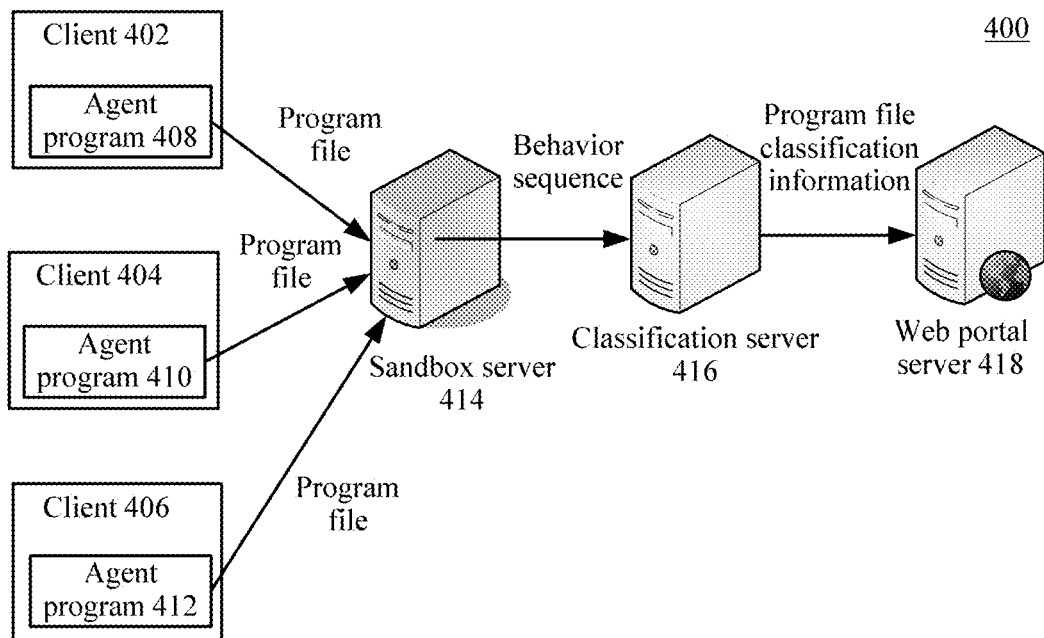 Client 402
Agent
program 408
400
Program
file
Behavior
sequence
Program file
classification
information
Client 404
Agent
program 410
Program
file
Sandbox server
414
Classification server
416
Web portal
server 418
Client 406
Agent
program 412
Program
file